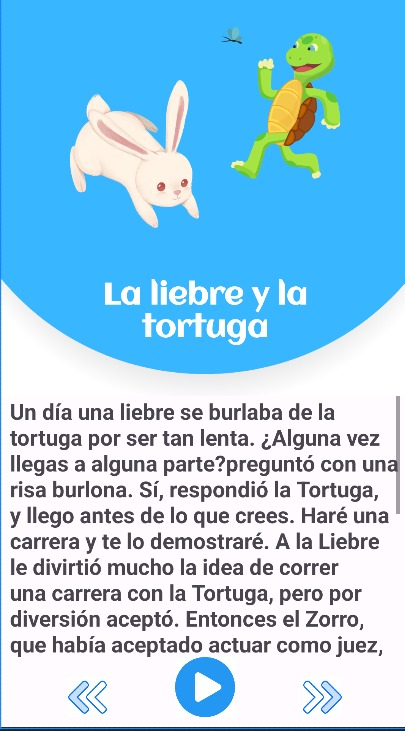 La liebre y la
tortuga
Un día una liebre se burlaba de la
tortuga por ser tan lenta. ¿Alguna vez
llegas a alguna parte?preguntó con una
risa burlona. Sí, respondió la Tortuga,
y llego antes de lo que crees. Haré una
carrera y te lo demostraré. A la Liebre
le divirtió mucho la idea de correr
una carrera con la Tortuga, pero por
diversión aceptó. Entonces el Zorro,
que había aceptado actuar como juez,